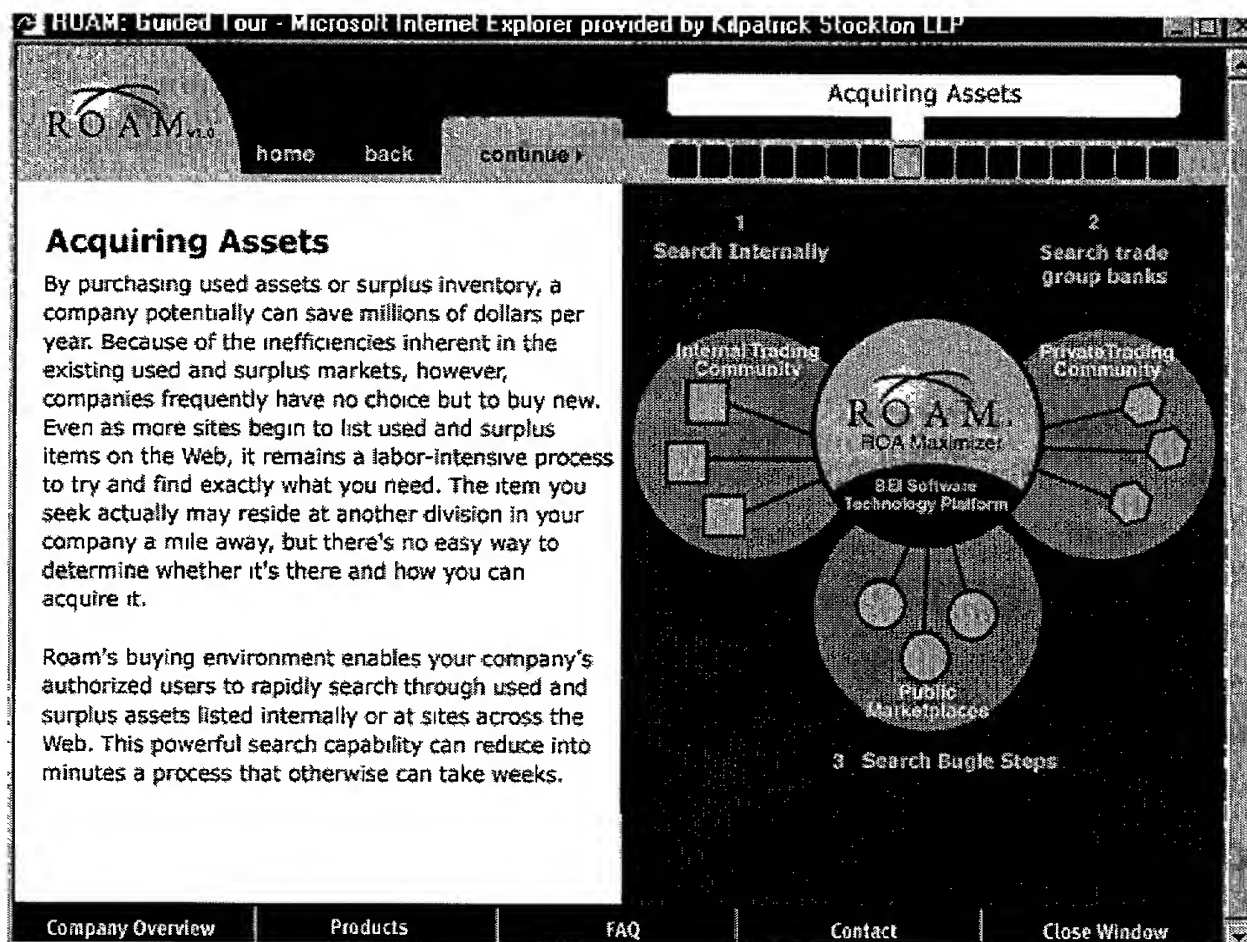 ROAM: Guided Tour - Microsoft Internet Explorer provided by Kilpatrick Stockton LLP
ROAM v1.0
home back continue
Acquiring Assets
Acquiring Assets
By purchasing used assets or surplus inventory, a
company potentially can save millions of dollars per
year. Because of the inefficiencies inherent in the
existing used and surplus markets, however,
companies frequently have no choice but to buy new.
Even as more sites begin to list used and surplus
items on the Web, it remains a labor-intensive process
to try and find exactly what you need. The item you
seek actually may reside at another division in your
company a mile away, but there's no easy way to
determine whether it's there and how you can
acquire it.
Roam's buying environment enables your company's
authorized users to rapidly search through used and
surplus assets listed internally or at sites across the
Web. This powerful search capability can reduce into
minutes a process that otherwise can take weeks.
1
Search Internally
2
Search trade
group banks
Internal Trading
Community
ROAM
ROA Maximizer
BEI Software
Technology Platform
Private Trading
Community
Public
Marketplaces
3 Search Bugle Steps
Company Overview Products FAQ Contact Close Window